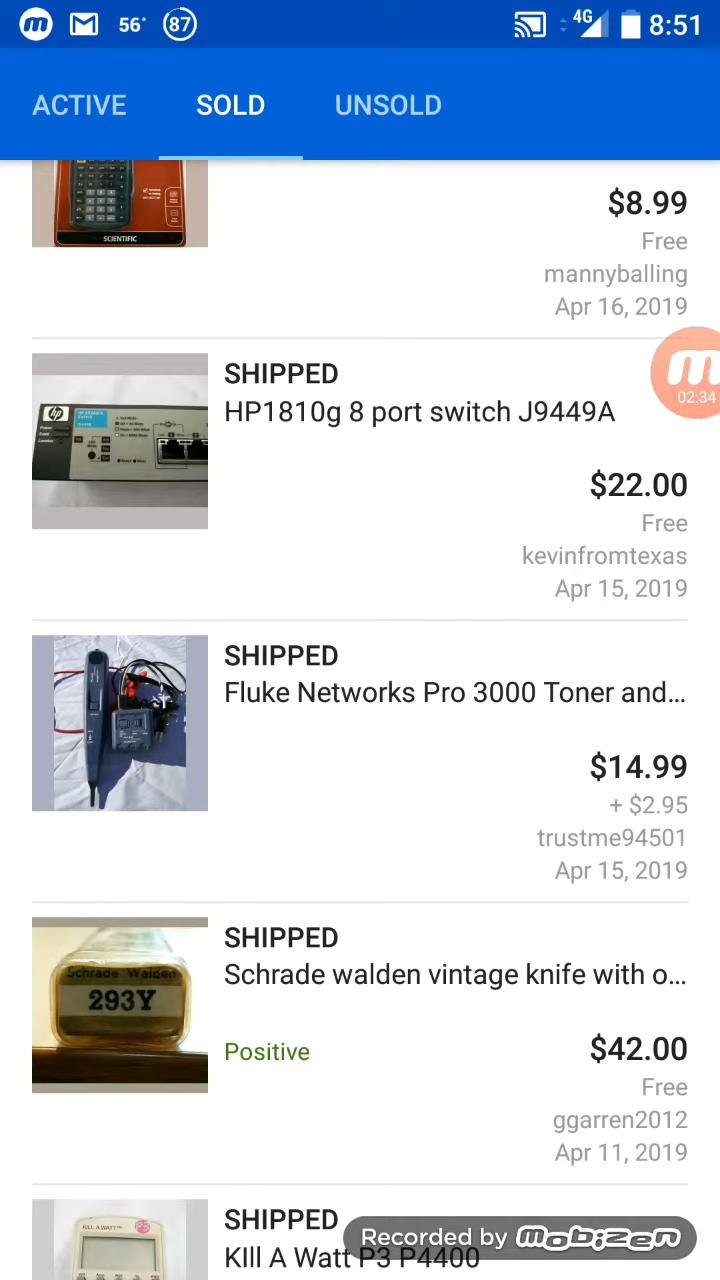 56°
87
4G
8:51
ACTIVE
SOLD
UNSOLD
SCIENTIFIC
$8.99
Free
mannyballing
Apr 16, 2019
m
02:34
hp
SHIPPED
HP1810g 8 port switch J9449A
$22.00
Free
kevinfromtexas
Apr 15, 2019
SHIPPED
Fluke Networks Pro 3000 Toner and...
$14.99
+ $2.95
trustme94501
Apr 15, 2019
Schrade Walden
293Y
SHIPPED
Schrade walden vintage knife with o...
Positive
$42.00
Free
ggarren2012
Apr 11, 2019
KILL A WATT™
SHIPPED
KIll A Watt P3 P4400
Recorded by mobizen